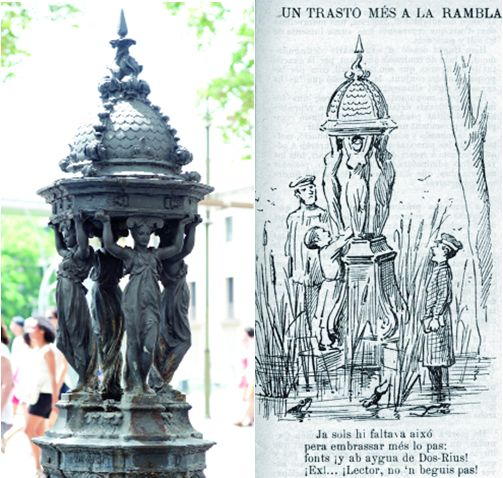 UN TRASTO MÉS A LA RAMBLA
Ja sols hi faltava aixó
pera embrassar més lo pas:
fonts ¡y ab aygua de Dos-Rius!
¡Ex!... ¡Lector, no 'n beguis pas!